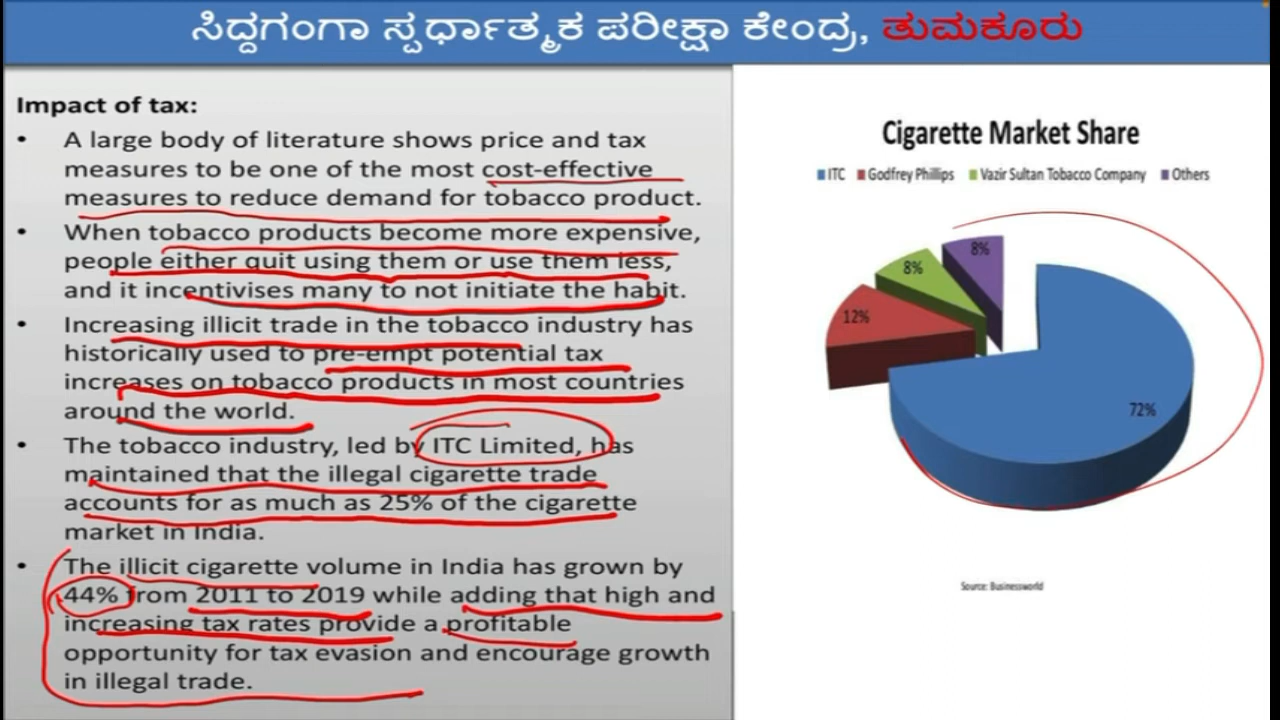 ಸಿದ್ದಗಂಗಾ ಸ್ಪರ್ಧಾತ್ಮಕ ಪರೀಕ್ಷಾ ಕೇಂದ್ರ, ತುಮಕೂರು
Impact of tax:
• A large body of literature shows price and tax
measures to be one of the most cost-effective
measures to reduce demand for tobacco product.
• When tobacco products become more expensive,
people either quit using them or use them less,
and it incentivises many to not initiate the habit.
• Increasing illicit trade in the tobacco industry has
historically used to pre-empt potential tax
increases on tobacco products in most countries
around the world.
• The tobacco industry, led by ITC Limited, has
maintained that the illegal cigarette trade
accounts for as much as 25% of the cigarette
market in India.
• The illicit cigarette volume in India has grown by
44% from 2011 to 2019 while adding that high and
increasing tax rates provide a profitable
opportunity for tax evasion and encourage growth
in illegal trade.
Cigarette Market Share
ITC Godfrey Phillips Vazir Sultan Tobacco Company Others
8%
8%
12%
72%
Source: Businessworld